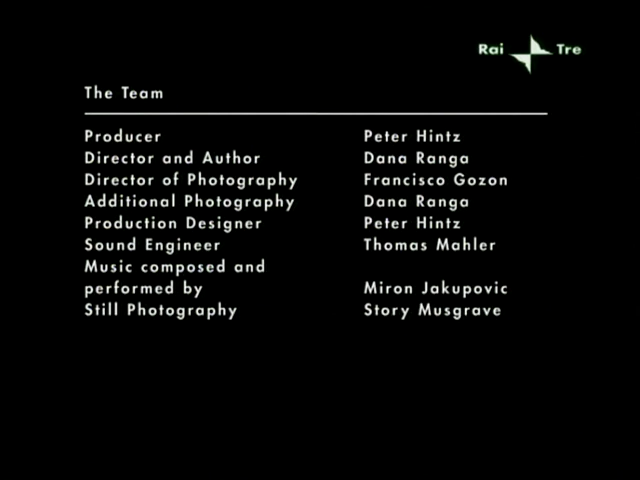 Rai Tre
The Team
Producer Peter Hintz
Director and Author Dana Ranga
Director of Photography Francisco Gozon
Additional Photography Dana Ranga
Production Designer Peter Hintz
Sound Engineer Thomas Mahler
Music composed and
performed by Miron Jakupovic
Still Photography Story Musgrave